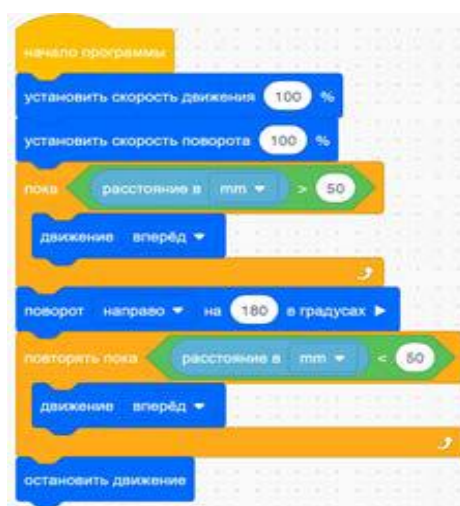 начало программы
установить скорость движения 100 %
установить скорость поворота 100 %
пока расстояние в mm > 50
движение вперёд
поворот направо на 180 в градусах
повторять пока расстояние в mm < 50
движение вперёд
остановить движение